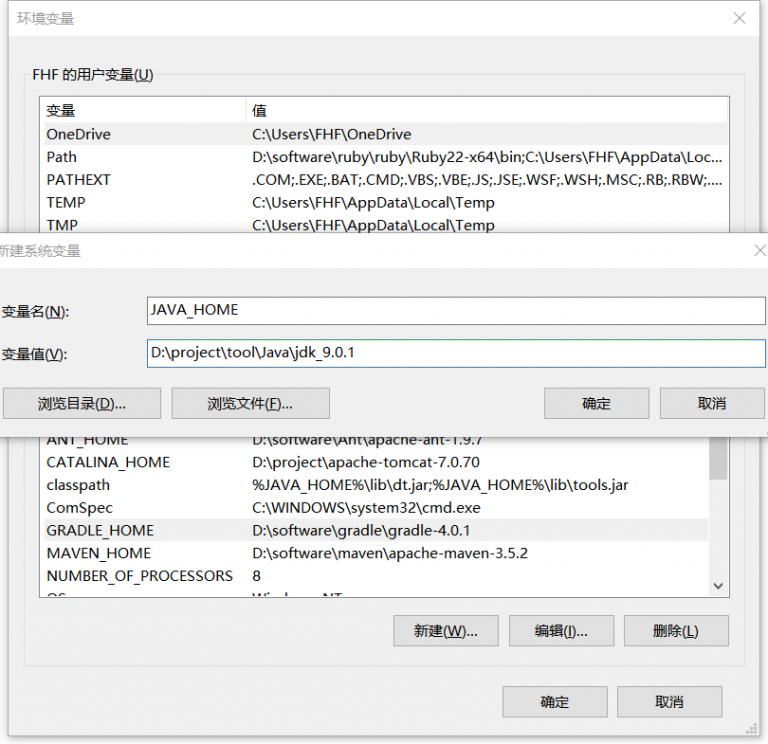 环境变量
FHF 的用户变量(U)
变量 值
OneDrive C:\Users\FHF\OneDrive
Path D:\software\ruby\ruby\Ruby22-x64\bin;C:\Users\FHF\AppData\Loc...
PATHEXT .COM;.EXE;.BAT;.CMD;.VBS;.VBE;.JS;.JSE;.WSF;.WSH;.MSC;.RB;.RBW;....
TEMP C:\Users\FHF\AppData\Local\Temp
TMP C:\Users\FHF\AppData\Local\Temp
新建系统变量
变量名(N): JAVA_HOME
变量值(V): D:\project\tool\Java\jdk_9.0.1
浏览目录(D)... 浏览文件(F)... 确定 取消
ANT_HOME D:\software\Ant\apache-ant-1.9.7
CATALINA_HOME D:\project\apache-tomcat-7.0.70
classpath %JAVA_HOME%\lib\dt.jar;%JAVA_HOME%\lib\tools.jar
ComSpec C:\WINDOWS\system32\cmd.exe
GRADLE_HOME D:\software\gradle\gradle-4.0.1
MAVEN_HOME D:\software\maven\apache-maven-3.5.2
NUMBER_OF_PROCESSORS 8
OS Windows_NT
新建(W)... 编辑(I)... 删除(L)
确定 取消